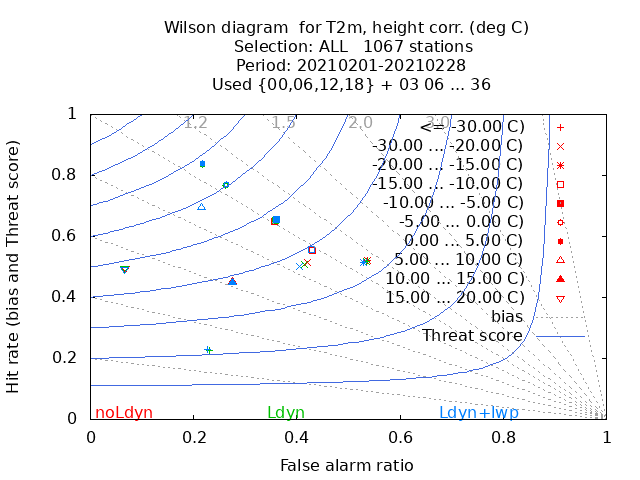 Wilson diagram  for T2m, height corr. (deg C)
Selection: ALL   1067 stations
Period: 20210201-20210228
Used {00,06,12,18} + 03 06 ... 36
Hit rate (bias and Threat score)
1
0.8
0.6
0.4
0.2
0
1.2
1.5
2.0
3.0
<= -30.00 C)
-30.00 ... -20.00 C)
-20.00 ... -15.00 C)
-15.00 ... -10.00 C)
-10.00 ... -5.00 C)
-5.00 ... 0.00 C)
0.00 ... 5.00 C)
5.00 ... 10.00 C)
10.00 ... 15.00 C)
15.00 ... 20.00 C)
bias
Threat score
noLdyn
Ldyn
Ldyn+lwp
0
0.2
0.4
0.6
0.8
1
False alarm ratio